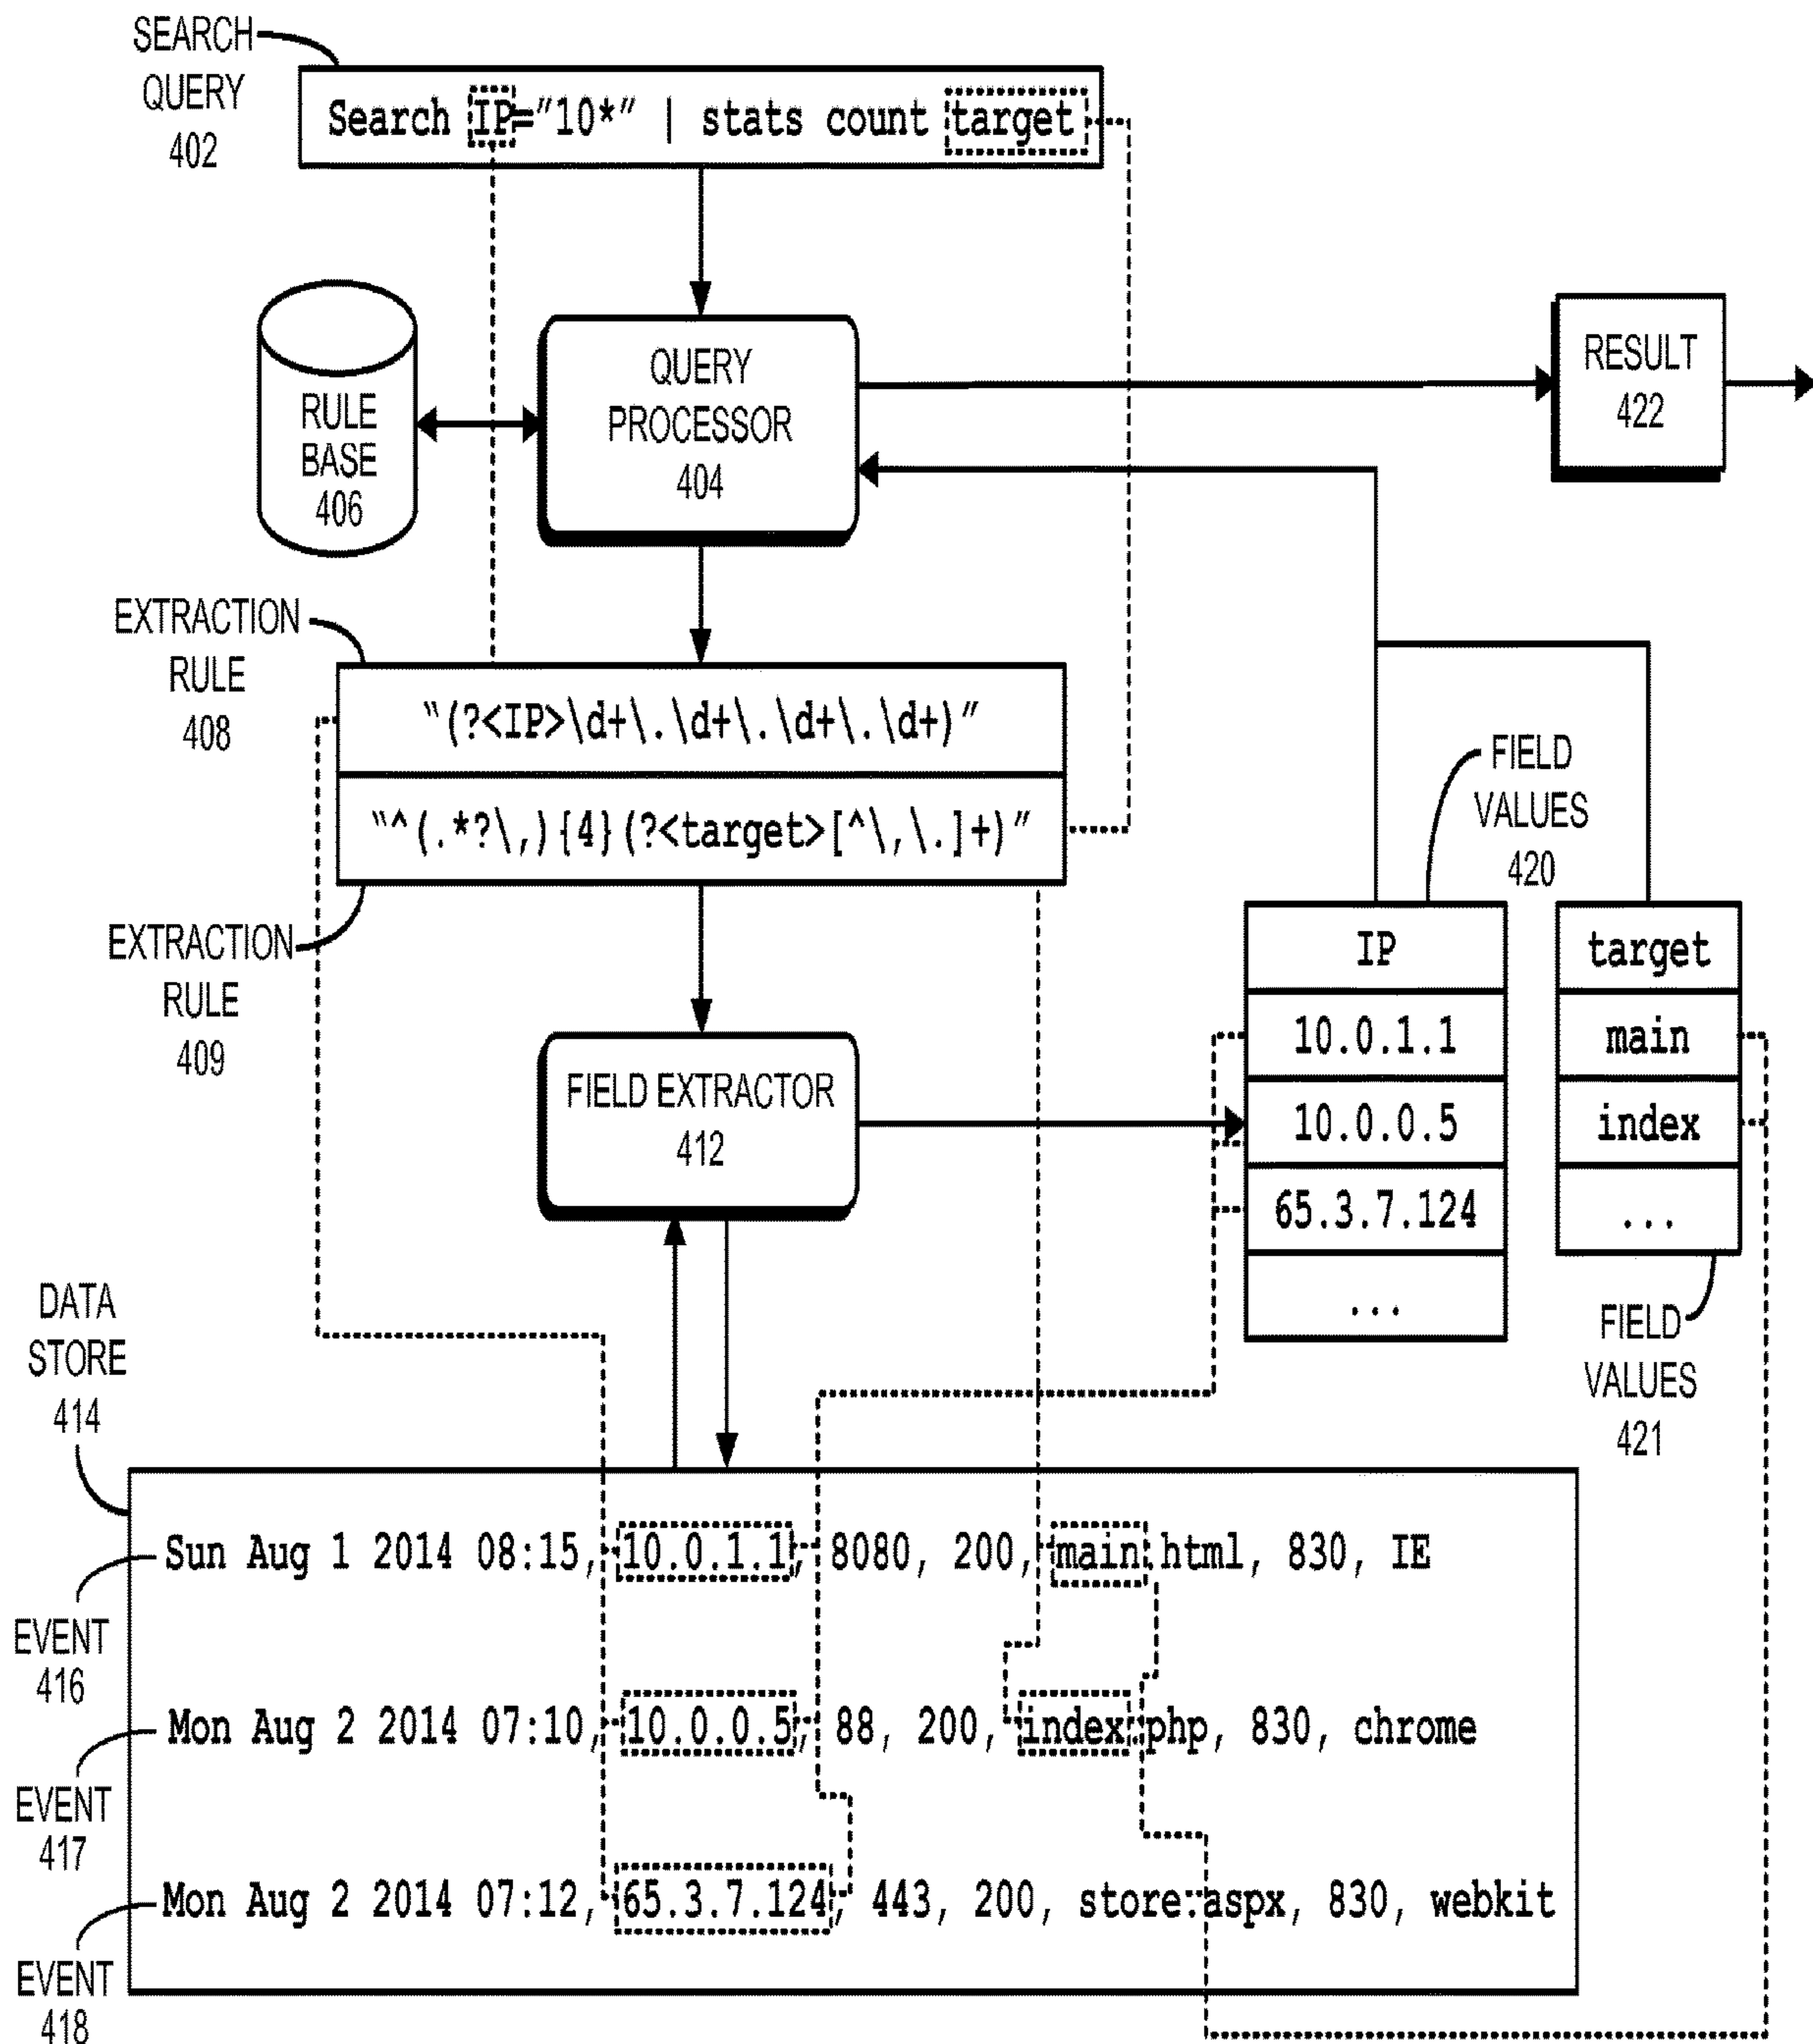 SEARCH
QUERY
402
Search IP="10*" | stats count target
RULE
BASE
406
QUERY
PROCESSOR
404
RESULT
422
EXTRACTION
RULE
408
"(?<IP>\d+\.\d+\.\d+\.\d+)"
"^(.*?\,){4}(?<target>[^\,\.]+)"
EXTRACTION
RULE
409
FIELD
VALUES
420
IP
10.0.1.1
10.0.0.5
65.3.7.124
...
target
main
index
...
FIELD
VALUES
421
FIELD EXTRACTOR
412
DATA
STORE
414
Sun Aug 1 2014 08:15, 10.0.1.1, 8080, 200, main.html, 830, IE
EVENT
416
Mon Aug 2 2014 07:10, 10.0.0.5, 88, 200, index.php, 830, chrome
EVENT
417
Mon Aug 2 2014 07:12, 65.3.7.124, 443, 200, store.aspx, 830, webkit
EVENT
418